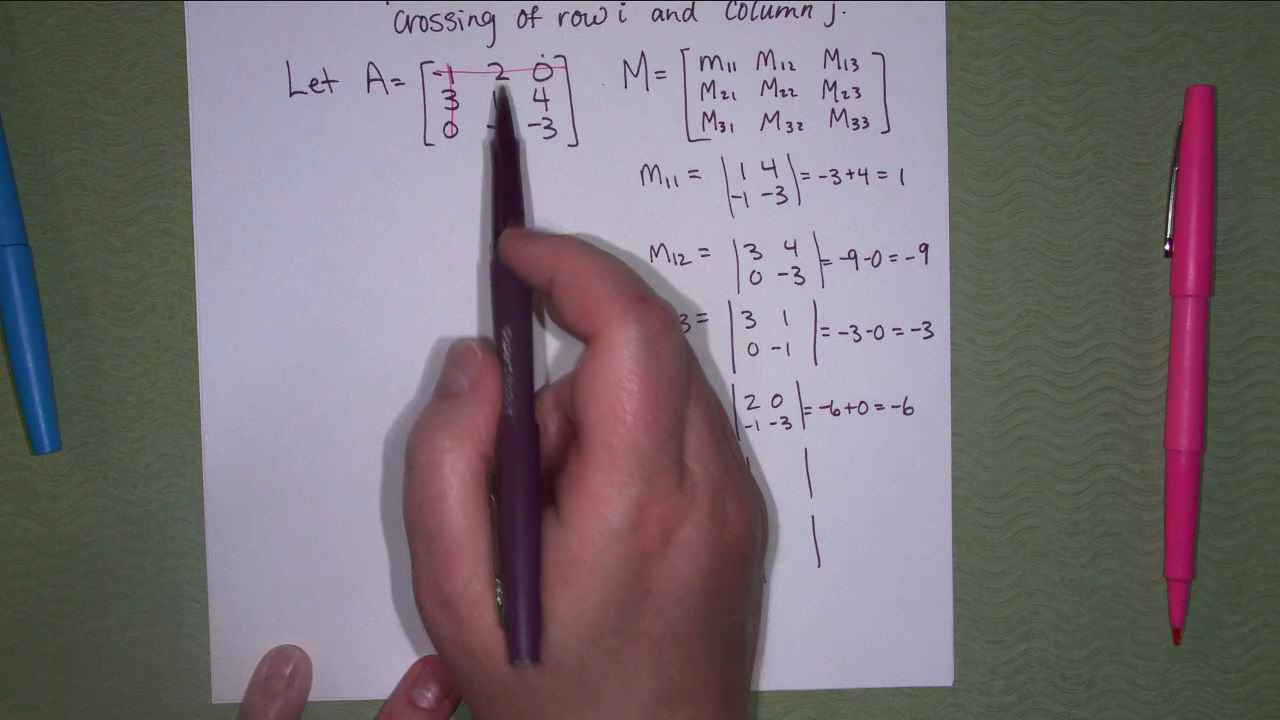 crossing of row i and column j.
Let A = [ -1 2 0 M = [ m11 M12 M13
3 4 M21 M22 M23
0 -3 ] M31 M32 M33 ]
M11 = | 1 4 | = -3+4 = 1
-1 -3
M12 = | 3 4 | = -9-0 = -9
0 -3
3 = | 3 1 | = -3-0 = -3
0 -1
| 2 0 | = -6+0 = -6
-1 -3